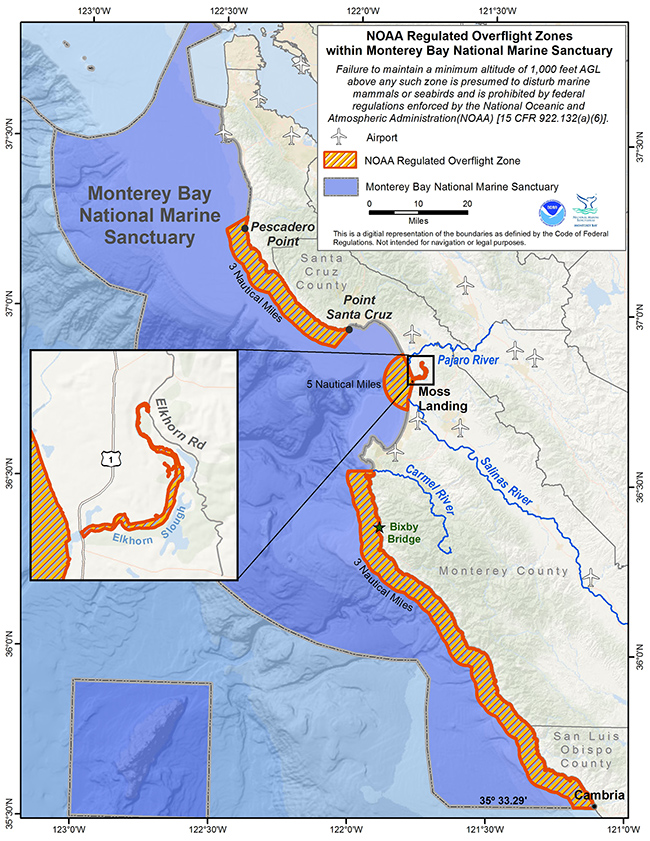 122°30'W
122°0'W
121°30'W
NOAA Regulated Overflight Zones
within Monterey Bay National Marine Sanctuary
Failure to maintain a minimum altitude of 1,000 feet AGL
above any such zone is presumed to disturb marine
mammals or seabirds and is prohibited by federal
regulations enforced by the National Oceanic and
Atmospheric Administration(NOAA) [15 CFR 922.132(a)(6)].
Airport
NOAA Regulated Overflight Zone
Monterey Bay National Marine Sanctuary
0 10 20
Miles
This is a digitial representation of the boundaries as definied by the Code of Federal
Regulations. Not intended for navigation or legal purposes.
37°30'N
37°30'N
Monterey Bay
National Marine
Sanctuary
Pescadero
Point
Santa
Cruz
County
3 Nautical Miles
Point
Santa Cruz
37°0'N
37°0'N
Pajaro River
5 Nautical Miles
Moss
Landing
Elkhorn Rd
1
Elkhorn Slough
36°30'N
36°30'N
Carmel River
Salinas River
Bixby
Bridge
Monterey County
3 Nautical Miles
36°0'N
36°0'N
San Luis
Obispo
County
Cambria
35° 33.29'
35°30'N
123°0'W
122°30'W
122°0'W
121°30'W
121°0'W